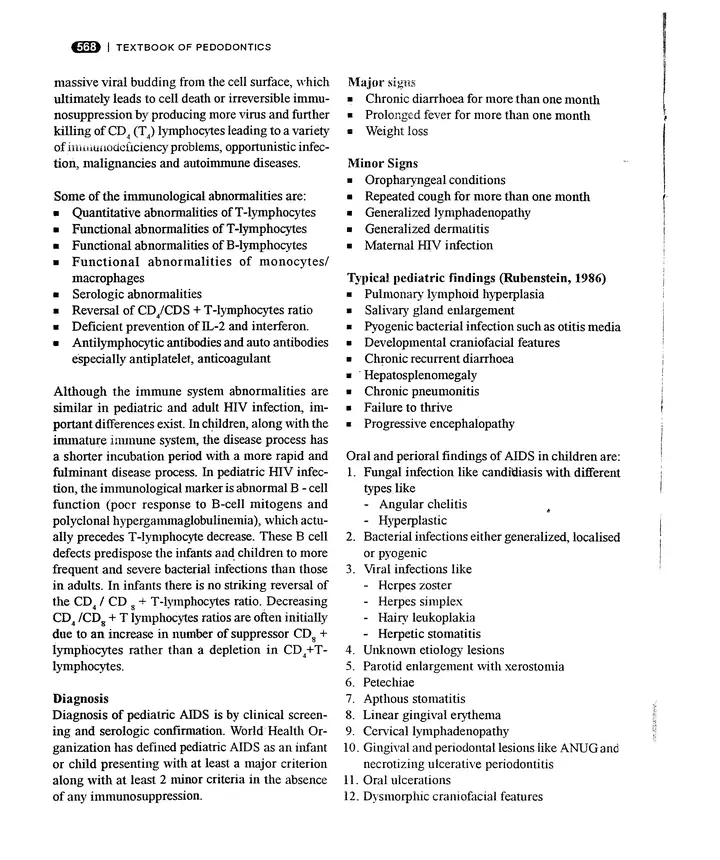 568 | TEXTBOOK OF PEDODONTICS
massive viral budding from the cell surface, which
ultimately leads to cell death or irreversible immu-
nosuppression by producing more virus and further
killing of CD4 (T4) lymphocytes leading to a variety
of immunodeficiency problems, opportunistic infec-
tion, malignancies and autoimmune diseases.
Some of the immunological abnormalities are:
▪ Quantitative abnormalities of T-lymphocytes
▪ Functional abnormalities of T-lymphocytes
▪ Functional abnormalities of B-lymphocytes
▪ Functional abnormalities of monocytes/
macrophages
▪ Serologic abnormalities
▪ Reversal of CD4/CDS + T-lymphocytes ratio
▪ Deficient prevention of IL-2 and interferon.
▪ Antilymphocytic antibodies and auto antibodies
especially antiplatelet, anticoagulant
Although the immune system abnormalities are
similar in pediatric and adult HIV infection, im-
portant differences exist. In children, along with the
immature immune system, the disease process has
a shorter incubation period with a more rapid and
fulminant disease process. In pediatric HIV infec-
tion, the immunological marker is abnormal B - cell
function (poor response to B-cell mitogens and
polyclonal hypergammaglobulinemia), which actu-
ally precedes T-lymphocyte decrease. These B cell
defects predispose the infants and children to more
frequent and severe bacterial infections than those
in adults. In infants there is no striking reversal of
the CD4 / CD 8 + T-lymphocytes ratio. Decreasing
CD4 /CD8 + T lymphocytes ratios are often initially
due to an increase in number of suppressor CD8 +
lymphocytes rather than a depletion in CD4+T-
lymphocytes.
Diagnosis
Diagnosis of pediatric AIDS is by clinical screen-
ing and serologic confirmation. World Health Or-
ganization has defined pediatric AIDS as an infant
or child presenting with at least a major criterion
along with at least 2 minor criteria in the absence
of any immunosuppression.
Major signs
▪ Chronic diarrhoea for more than one month
▪ Prolonged fever for more than one month
▪ Weight loss
Minor Signs
▪ Oropharyngeal conditions
▪ Repeated cough for more than one month
▪ Generalized lymphadenopathy
▪ Generalized dermatitis
▪ Maternal HIV infection
Typical pediatric findings (Rubenstein, 1986)
▪ Pulmonary lymphoid hyperplasia
▪ Salivary gland enlargement
▪ Pyogenic bacterial infection such as otitis media
▪ Developmental craniofacial features
▪ Chronic recurrent diarrhoea
▪ Hepatosplenomegaly
▪ Chronic pneumonitis
▪ Failure to thrive
▪ Progressive encephalopathy
Oral and perioral findings of AIDS in children are:
1. Fungal infection like candidiasis with different
types like
- Angular chelitis
- Hyperplastic
2. Bacterial infections either generalized, localised
or pyogenic
3. Viral infections like
- Herpes zoster
- Herpes simplex
- Hairy leukoplakia
- Herpetic stomatitis
4. Unknown etiology lesions
5. Parotid enlargement with xerostomia
6. Petechiae
7. Apthous stomatitis
8. Linear gingival erythema
9. Cervical lymphadenopathy
10. Gingival and periodontal lesions like ANUG and
necrotizing ulcerative periodontitis
11. Oral ulcerations
12. Dysmorphic craniofacial features